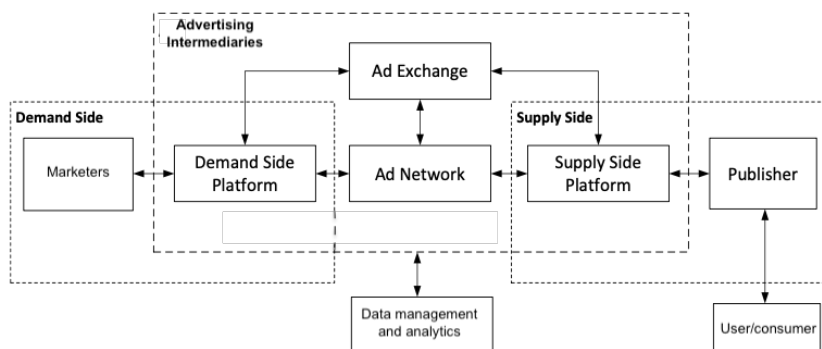 Advertising
Intermediaries
Ad Exchange
Demand Side
Supply Side
Marketers
Demand Side
Platform
Ad Network
Supply Side
Platform
Publisher
Data management
and analytics
User/consumer